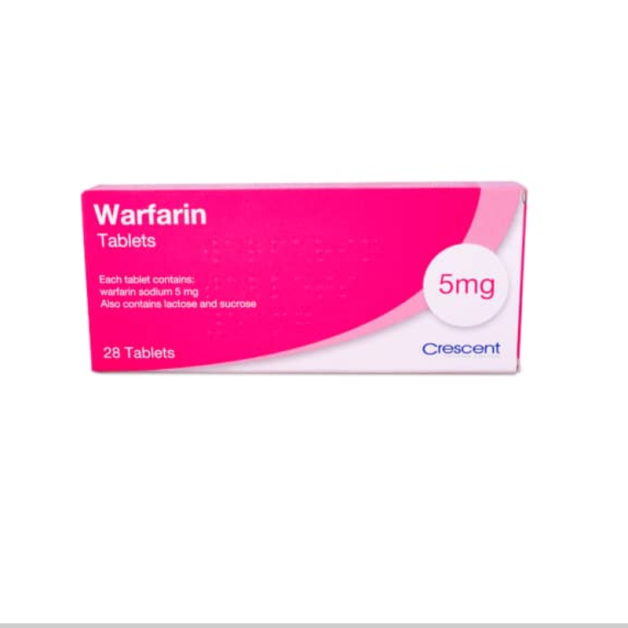 Warfarin
Tablets
Each tablet contains:
warfarin sodium 5 mg
Also contains lactose and sucrose
5mg
28 Tablets
Crescent